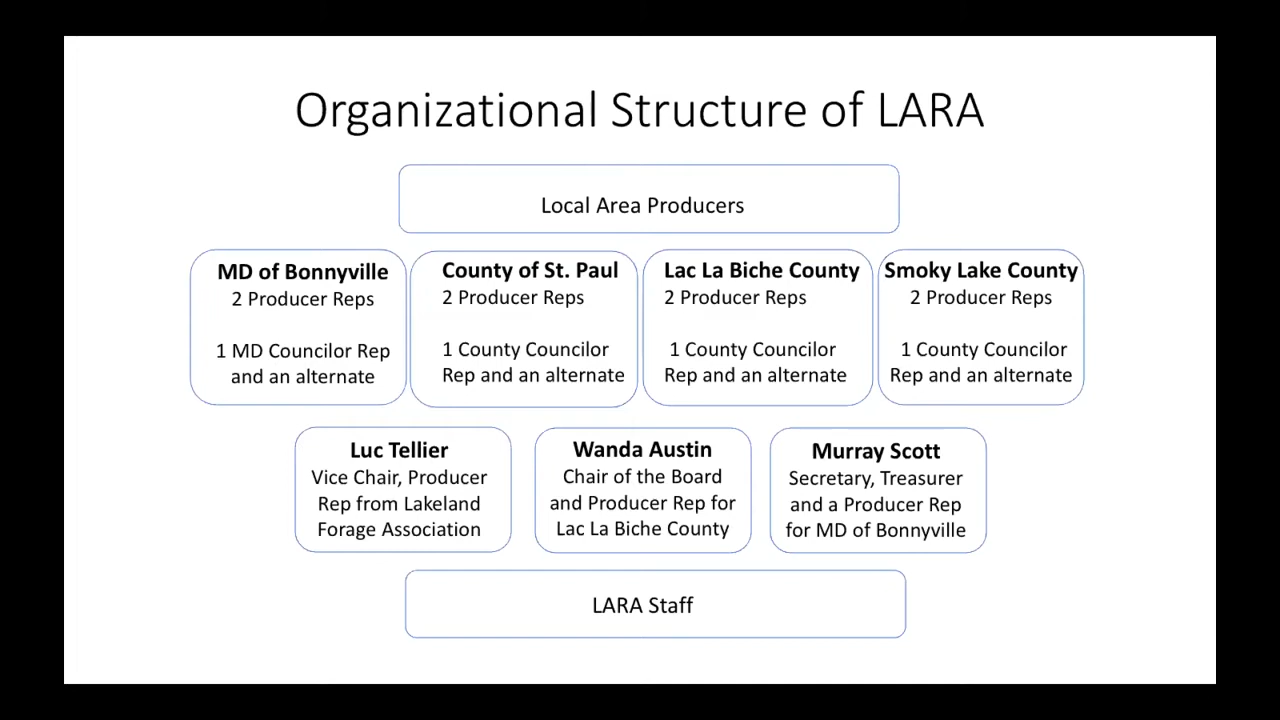 Organizational Structure of LARA
Local Area Producers
MD of Bonnyville
2 Producer Reps
1 MD Councilor Rep
and an alternate
County of St. Paul
2 Producer Reps
1 County Councilor
Rep and an alternate
Lac La Biche County
2 Producer Reps
1 County Councilor
Rep and an alternate
Smoky Lake County
2 Producer Reps
1 County Councilor
Rep and an alternate
Luc Tellier
Vice Chair, Producer
Rep from Lakeland
Forage Association
Wanda Austin
Chair of the Board
and Producer Rep for
Lac La Biche County
Murray Scott
Secretary, Treasurer
and a Producer Rep
for MD of Bonnyville
LARA Staff